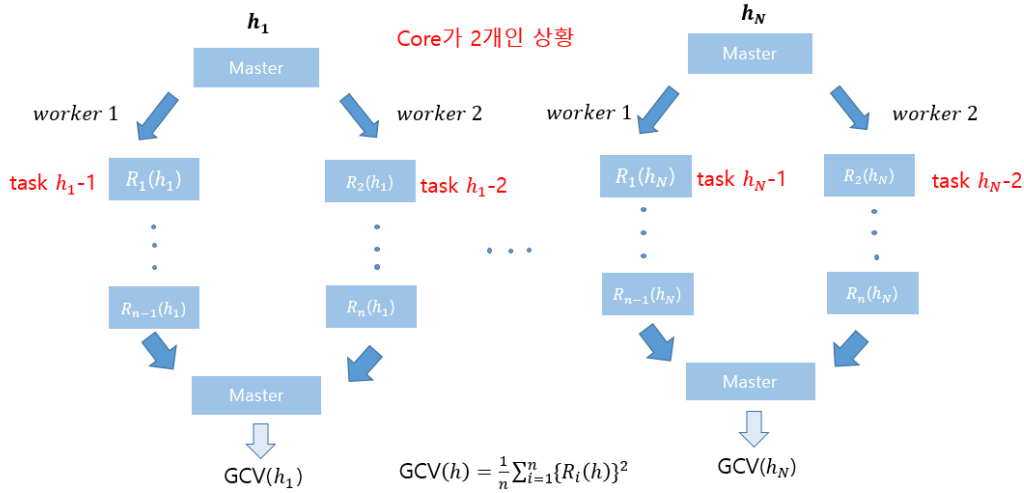 h₁
Core가 2개인 상황
h_N
Master
Master
worker 1
worker 2
worker 1
worker 2
task h₁-1
R₁(h₁)
R₂(h₁)
task h₁-2
R₁(h_N)
task h_N-1
R₂(h_N)
task h_N-2
R_{n−1}(h₁)
R_n(h₁)
R_{n−1}(h_N)
R_n(h_N)
Master
Master
GCV(h₁)
GCV(h) = \frac{1}{n}∑_{i=1}^{n}{R_i(h)}²
GCV(h_N)